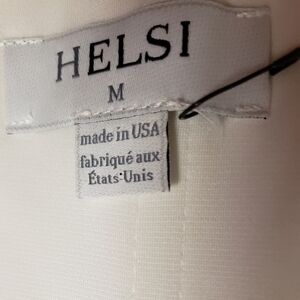 HELSI
M
made in USA
fabriqué aux
États-Unis